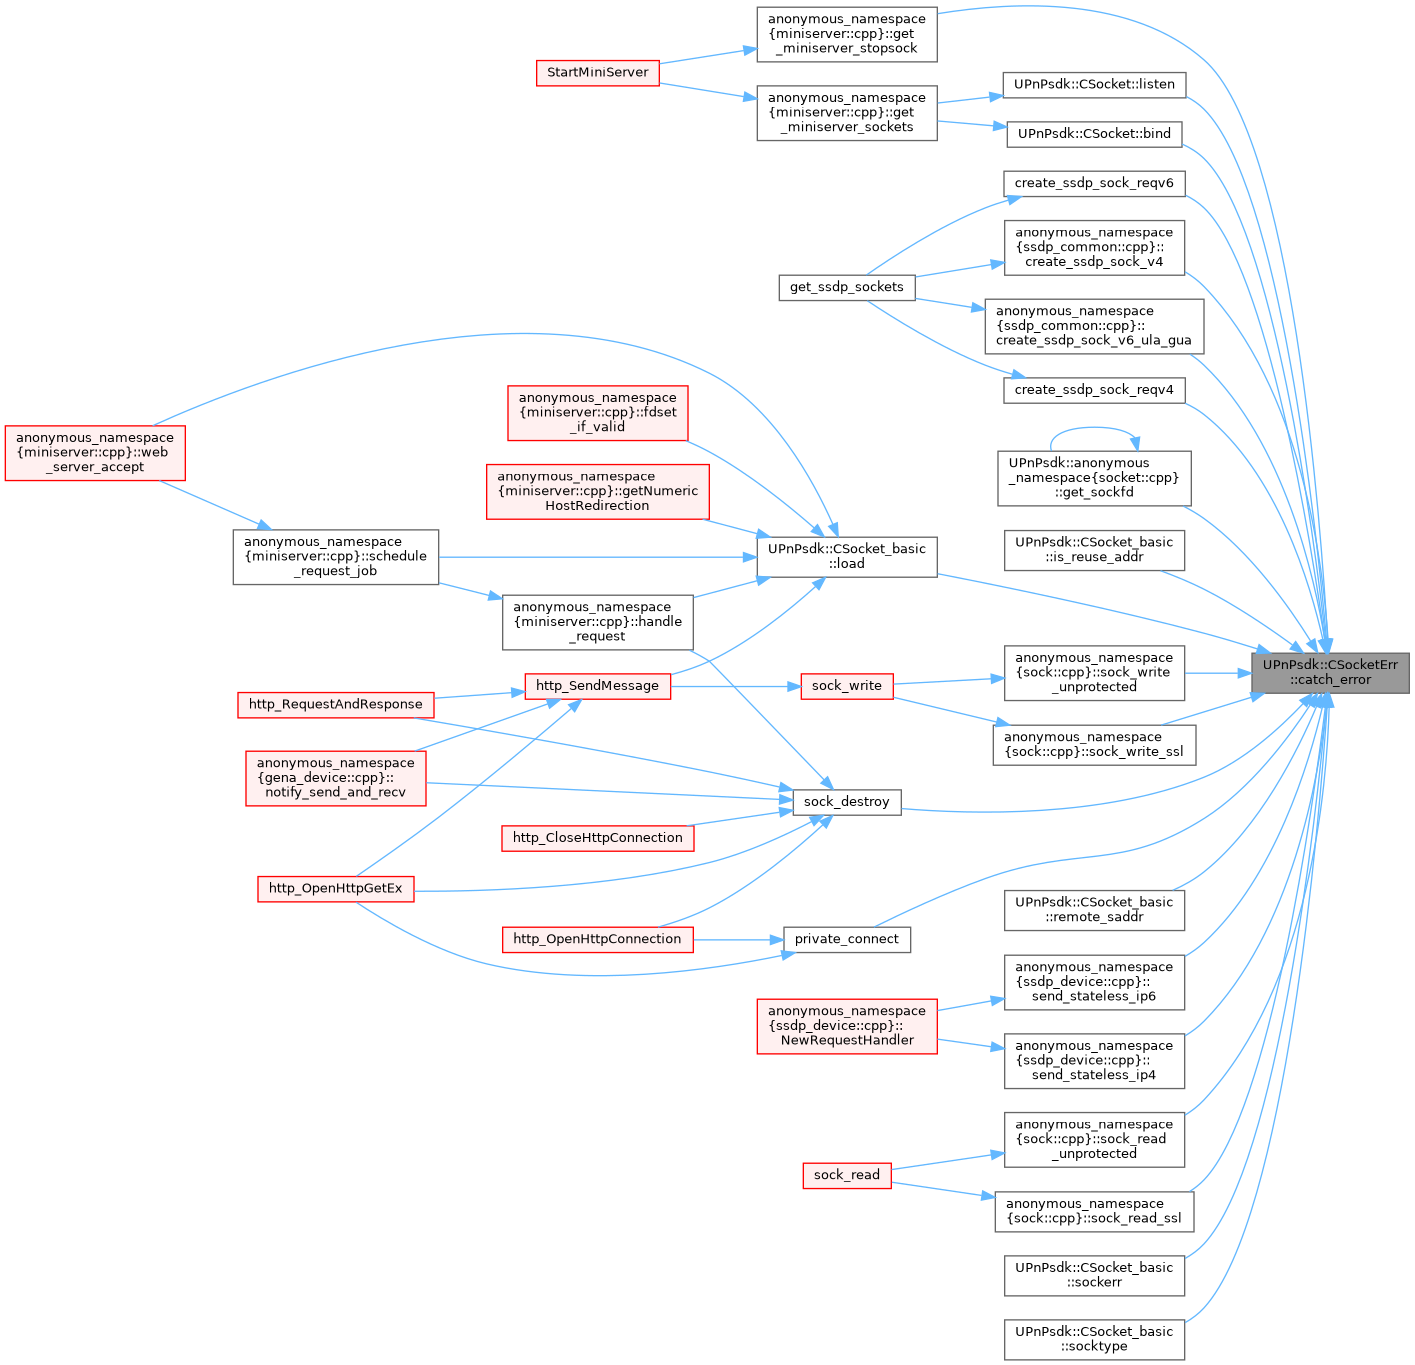 anonymous_namespace
{miniserver::cpp}::get
_miniserver_stopsock
StartMiniServer
UPnPsdk::CSocket::listen
anonymous_namespace
{miniserver::cpp}::get
_miniserver_sockets
UPnPsdk::CSocket::bind
create_ssdp_sock_reqv6
anonymous_namespace
{ssdp_common::cpp}::
create_ssdp_sock_v4
get_ssdp_sockets
anonymous_namespace
{ssdp_common::cpp}::
create_ssdp_sock_v6_ula_gua
create_ssdp_sock_reqv4
anonymous_namespace
{miniserver::cpp}::fdset
_if_valid
anonymous_namespace
{miniserver::cpp}::web
_server_accept
UPnPsdk::anonymous
_namespace{socket::cpp}
::get_sockfd
anonymous_namespace
{miniserver::cpp}::getNumeric
HostRedirection
anonymous_namespace
{miniserver::cpp}::schedule
_request_job
UPnPsdk::CSocket_basic
::load
UPnPsdk::CSocket_basic
::is_reuse_addr
anonymous_namespace
{miniserver::cpp}::handle
_request
anonymous_namespace
{sock::cpp}::sock_write
_unprotected
UPnPsdk::CSocketErr
::catch_error
http_SendMessage
sock_write
http_RequestAndResponse
anonymous_namespace
{sock::cpp}::sock_write_ssl
anonymous_namespace
{gena_device::cpp}::
notify_send_and_recv
sock_destroy
http_CloseHttpConnection
http_OpenHttpGetEx
UPnPsdk::CSocket_basic
::remote_saddr
http_OpenHttpConnection
private_connect
anonymous_namespace
{ssdp_device::cpp}::
send_stateless_ip6
anonymous_namespace
{ssdp_device::cpp}::
NewRequestHandler
anonymous_namespace
{ssdp_device::cpp}::
send_stateless_ip4
anonymous_namespace
{sock::cpp}::sock_read
_unprotected
sock_read
anonymous_namespace
{sock::cpp}::sock_read_ssl
UPnPsdk::CSocket_basic
::sockerr
UPnPsdk::CSocket_basic
::socktype